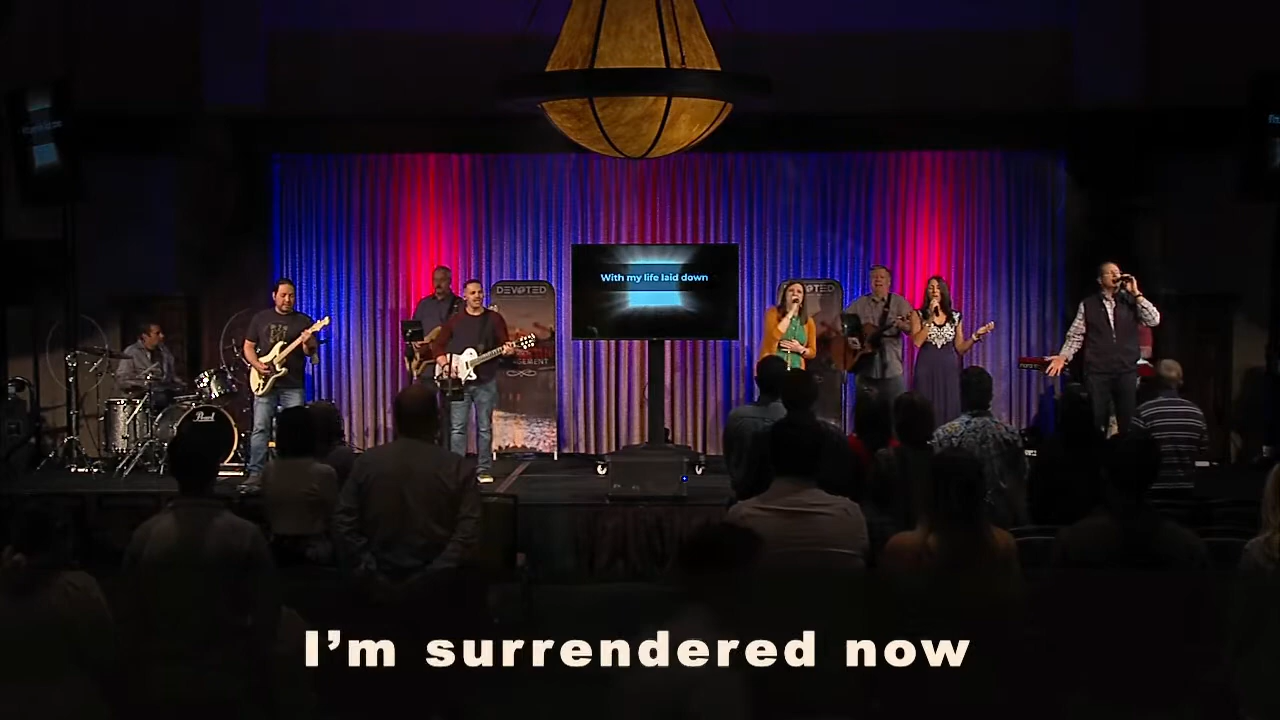 With my life laid down
DEVOTED
DEVOTED
Pearl
I'm surrendered now